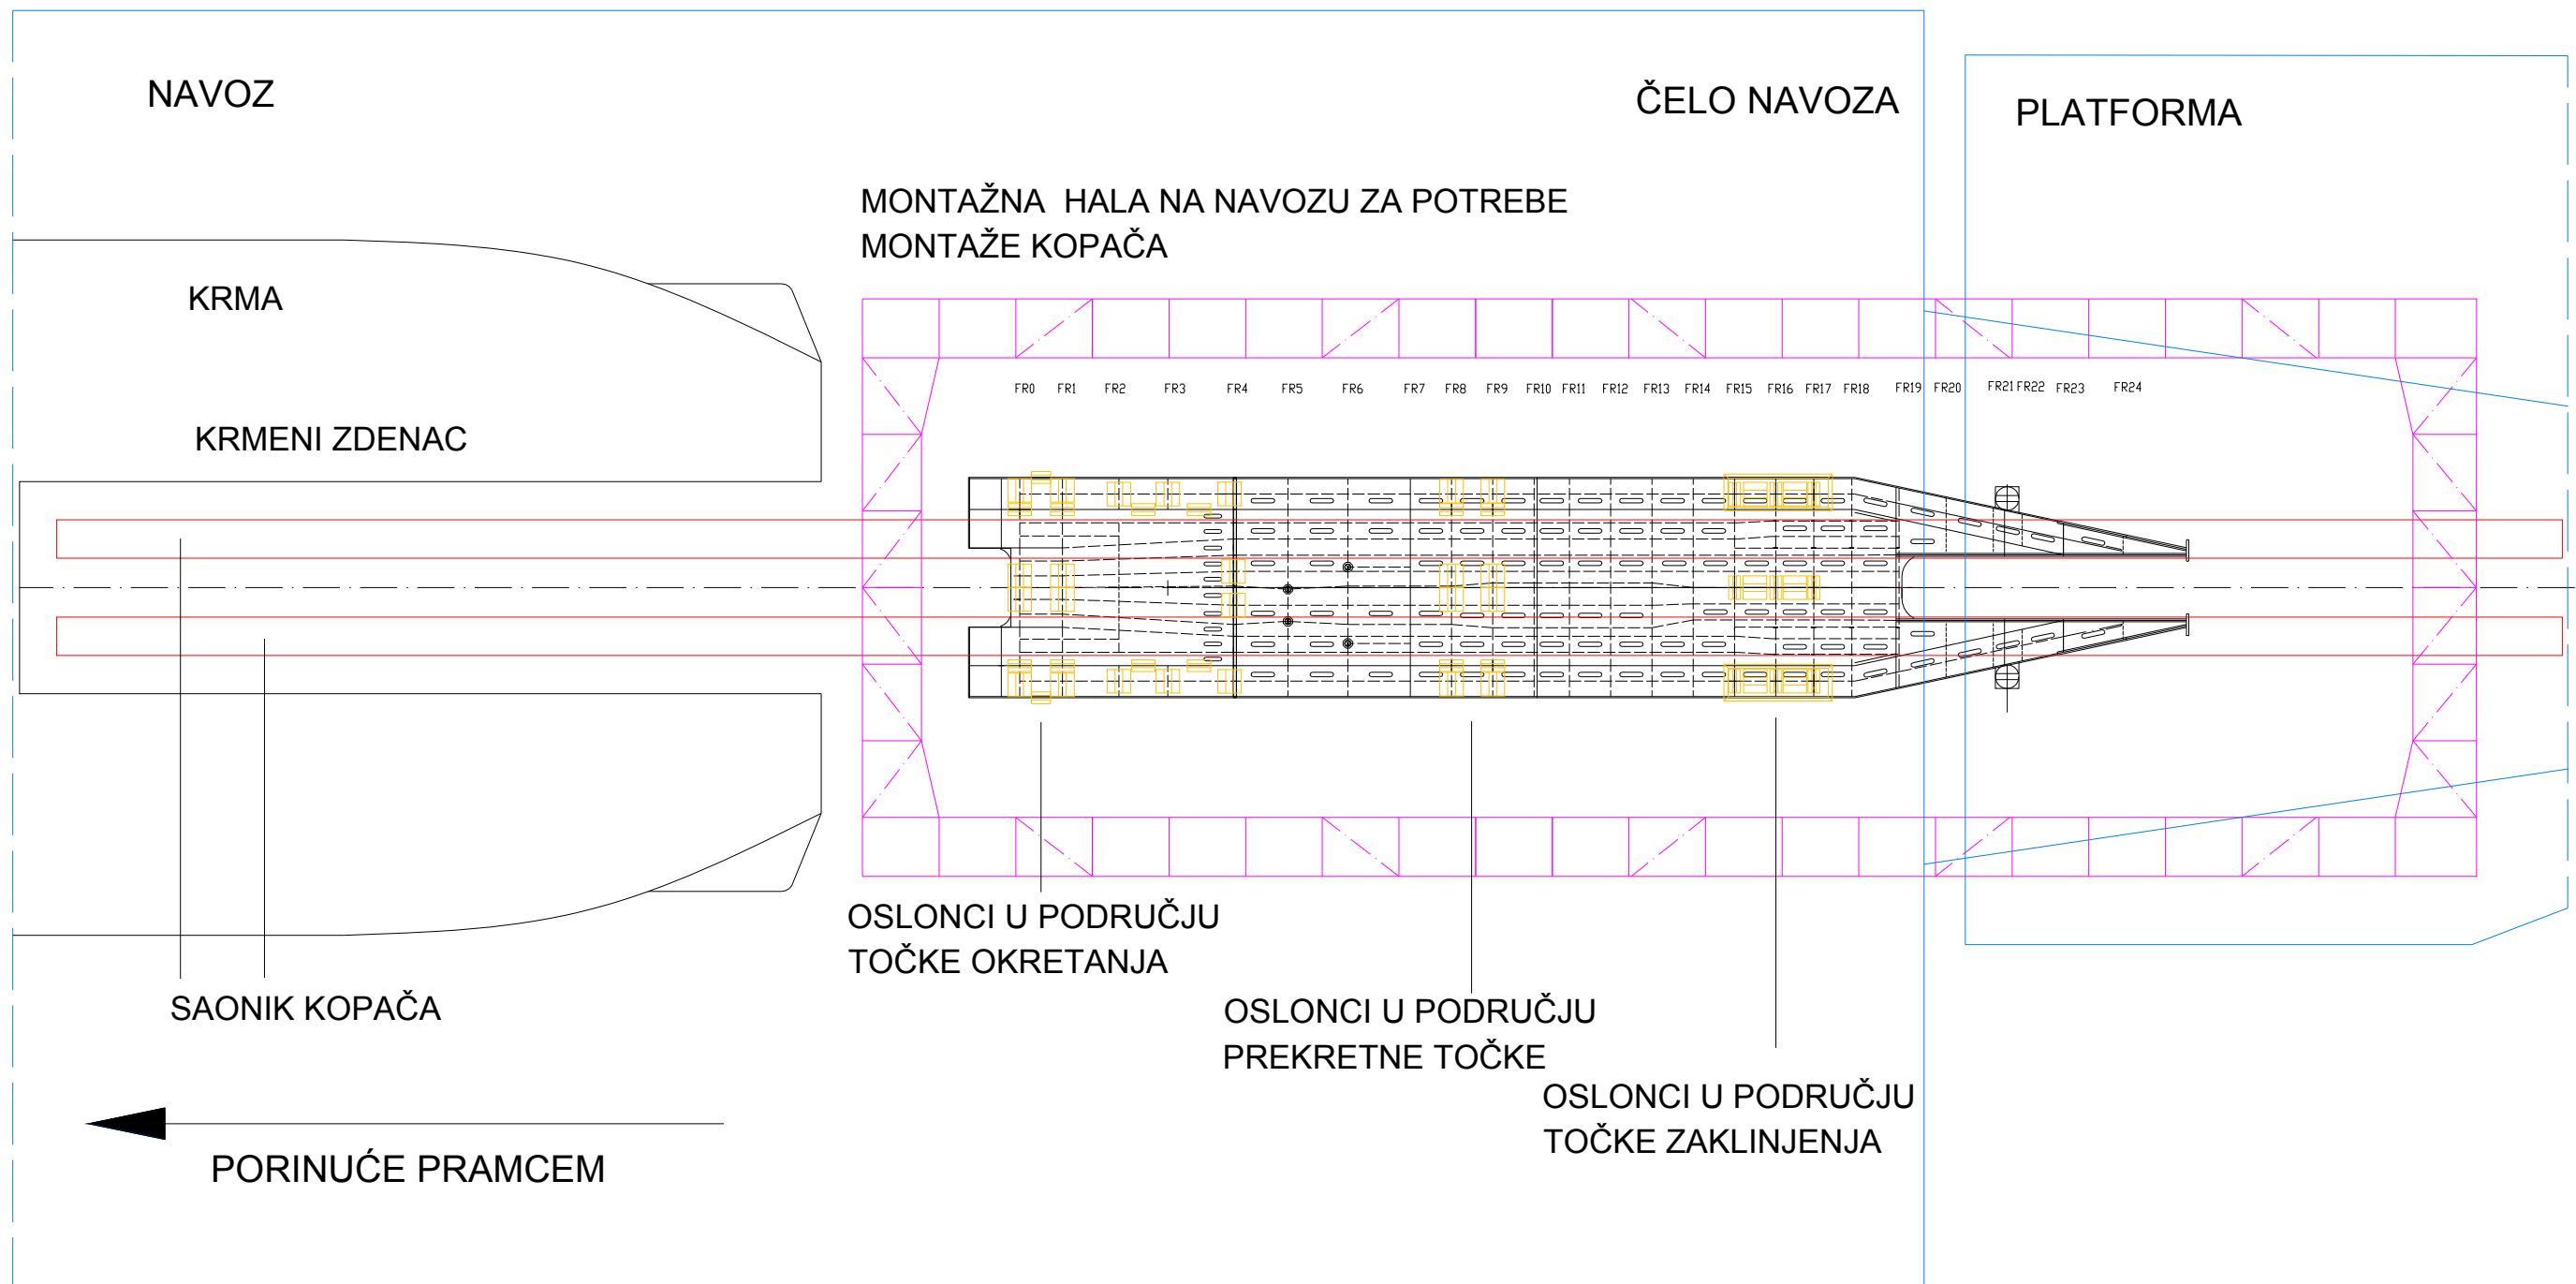 NAVOZ
ČELO NAVOZA
PLATFORMA
MONTAŽNA HALA NA NAVOZU ZA POTREBE
MONTAŽE KOPAČA
KRMA
FR0 FR1 FR2 FR3 FR4 FR5 FR6 FR7 FR8 FR9 FR10 FR11 FR12 FR13 FR14 FR15 FR16 FR17 FR18 FR19 FR20 FR21 FR22 FR23 FR24
KRMENI ZDENAC
OSLONCI U PODRUČJU
TOČKE OKRETANJA
SAONIK KOPAČA
OSLONCI U PODRUČJU
PREKRETNE TOČKE
OSLONCI U PODRUČJU
TOČKE ZAKLINJENJA
PORINUĆE PRAMCEM